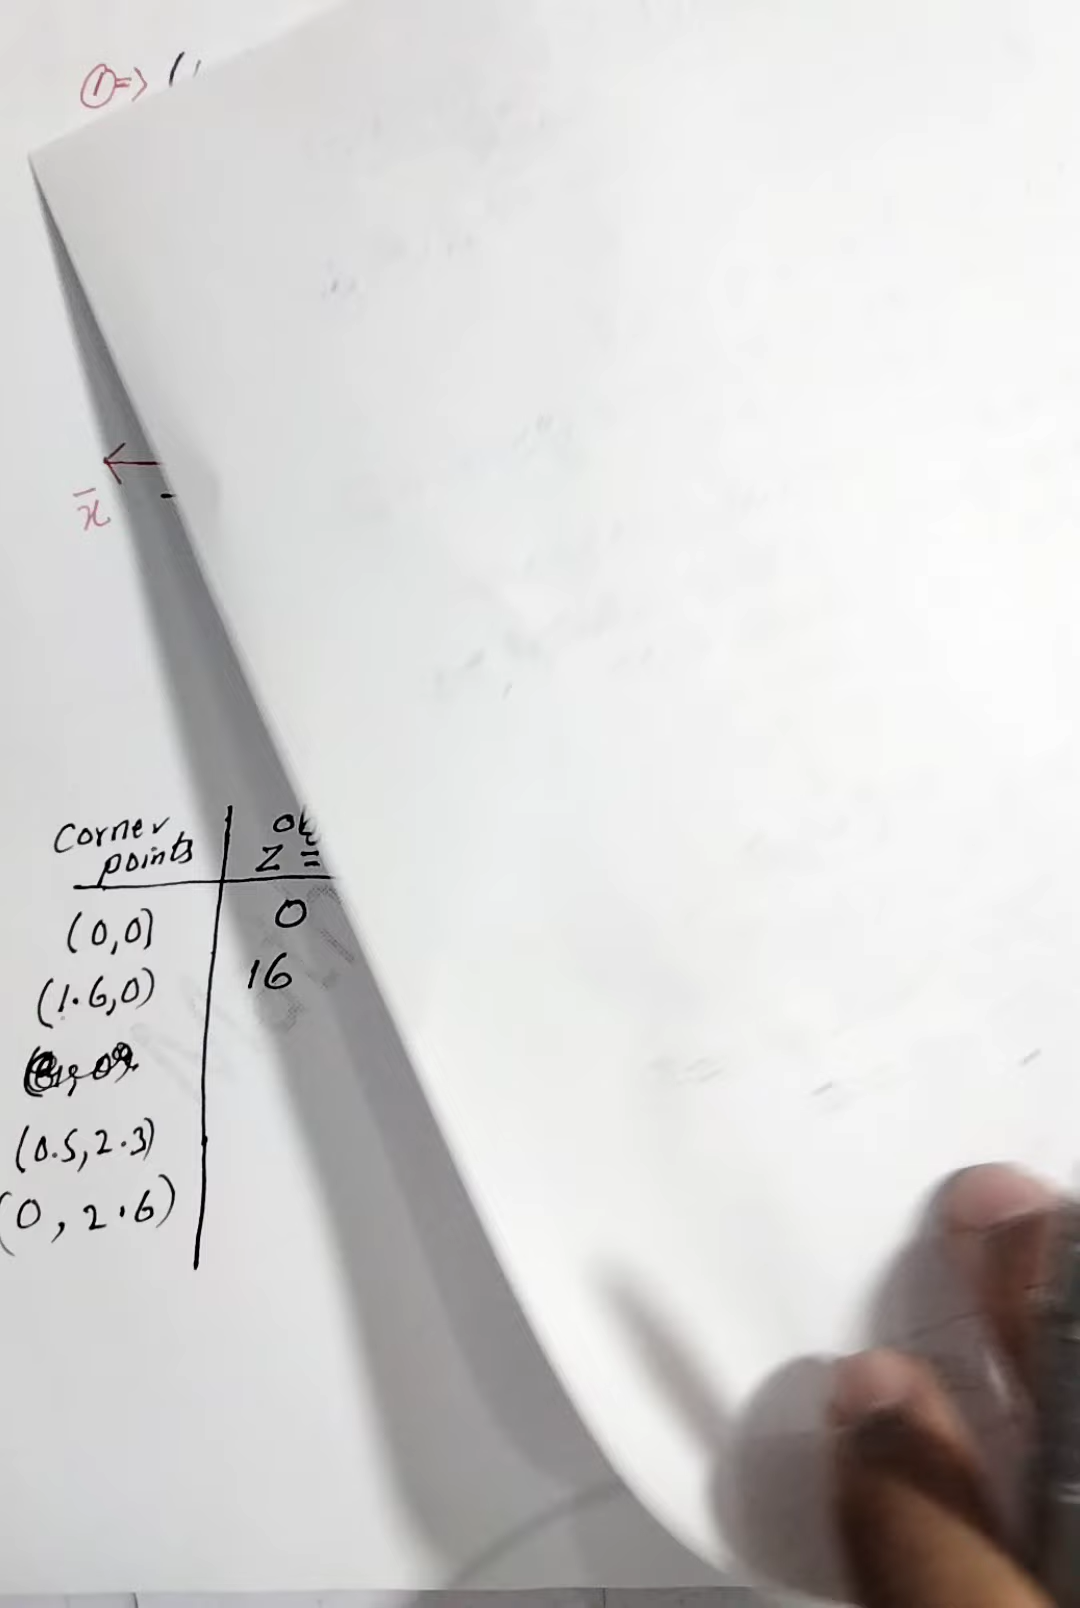 ①=> (
x̄
Corner points
Z =
(0,0)
0
(1.6,0)
16
(0.5,2.3)
(0, 2.6)